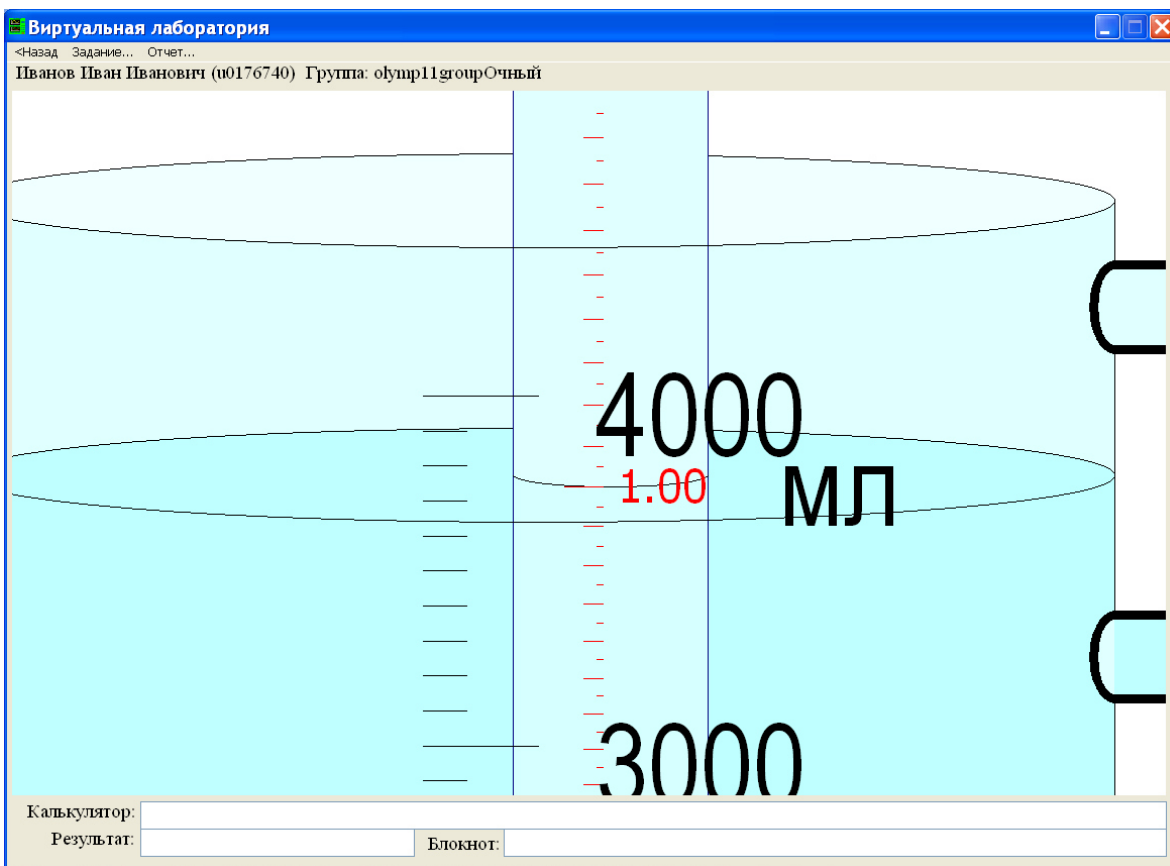 Виртуальная лаборатория
<Назад Задание... Отчет...
Иванов Иван Иванович (u0176740) Группа: olymp11groupОчный
4000
1.00
МЛ
3000
Калькулятор:
Результат:
Блокнот: